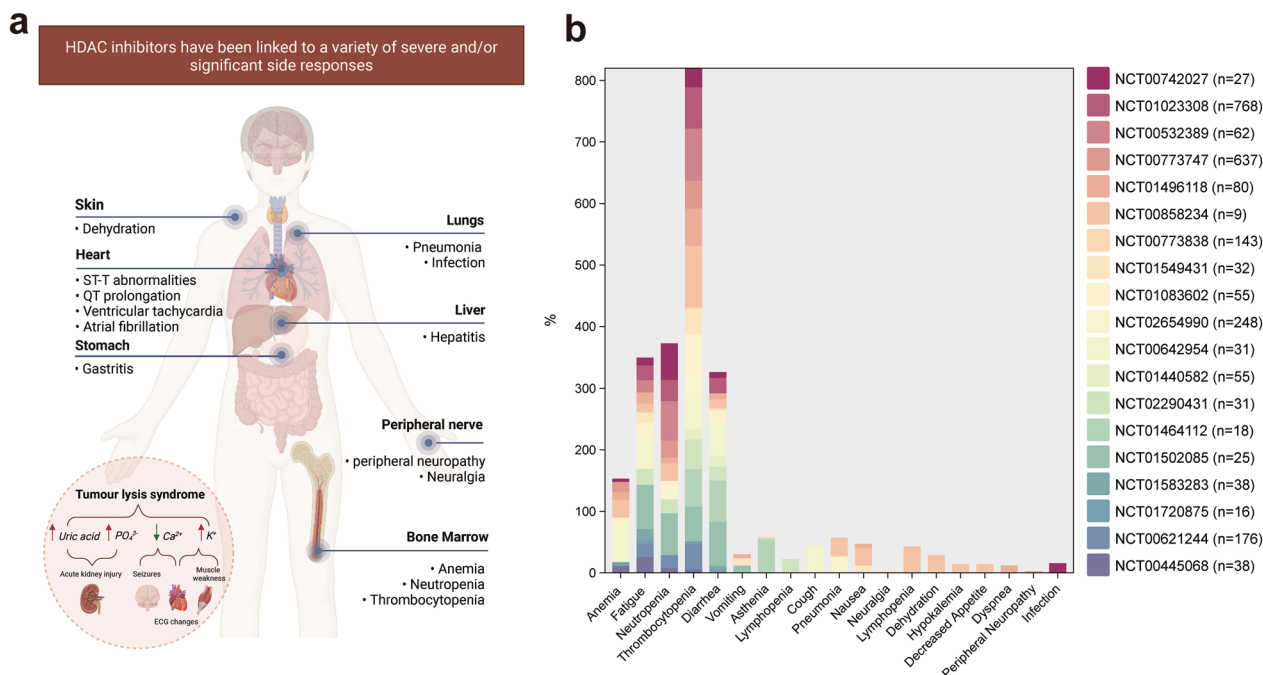 a
HDAC inhibitors have been linked to a variety of severe and/or
significant side responses
Skin
• Dehydration
Heart
• ST-T abnormalities
• QT prolongation
• Ventricular tachycardia
• Atrial fibrillation
Stomach
• Gastritis
Lungs
• Pneumonia
• Infection
Liver
• Hepatitis
Peripheral nerve
• peripheral neuropathy
• Neuralgia
Bone Marrow
• Anemia
• Neutropenia
• Thrombocytopenia
Tumour lysis syndrome
Uric acid PO₄³⁻ Ca²⁺ K⁺
Acute kidney injury
Seizures
Muscle
weakness
ECG changes
b
%
800
700
600
500
400
300
200
100
0
Anemia
Fatigue
Neutropenia
Thrombocytopenia
Diarrhea
Vomiting
Asthenia
Lymphopenia
Cough
Pneumonia
Nausea
Neuralgia
Lymphopenia
Dehydration
Hypokalemia
Decreased Appetite
Dyspnea
Peripheral Neuropathy
Infection
NCT00742027 (n=27)
NCT01023308 (n=768)
NCT00532389 (n=62)
NCT00773747 (n=637)
NCT01496118 (n=80)
NCT00858234 (n=9)
NCT00773838 (n=143)
NCT01549431 (n=32)
NCT01083602 (n=55)
NCT02654990 (n=248)
NCT00642954 (n=31)
NCT01440582 (n=55)
NCT02290431 (n=31)
NCT01464112 (n=18)
NCT01502085 (n=25)
NCT01583283 (n=38)
NCT01720875 (n=16)
NCT00621244 (n=176)
NCT00445068 (n=38)